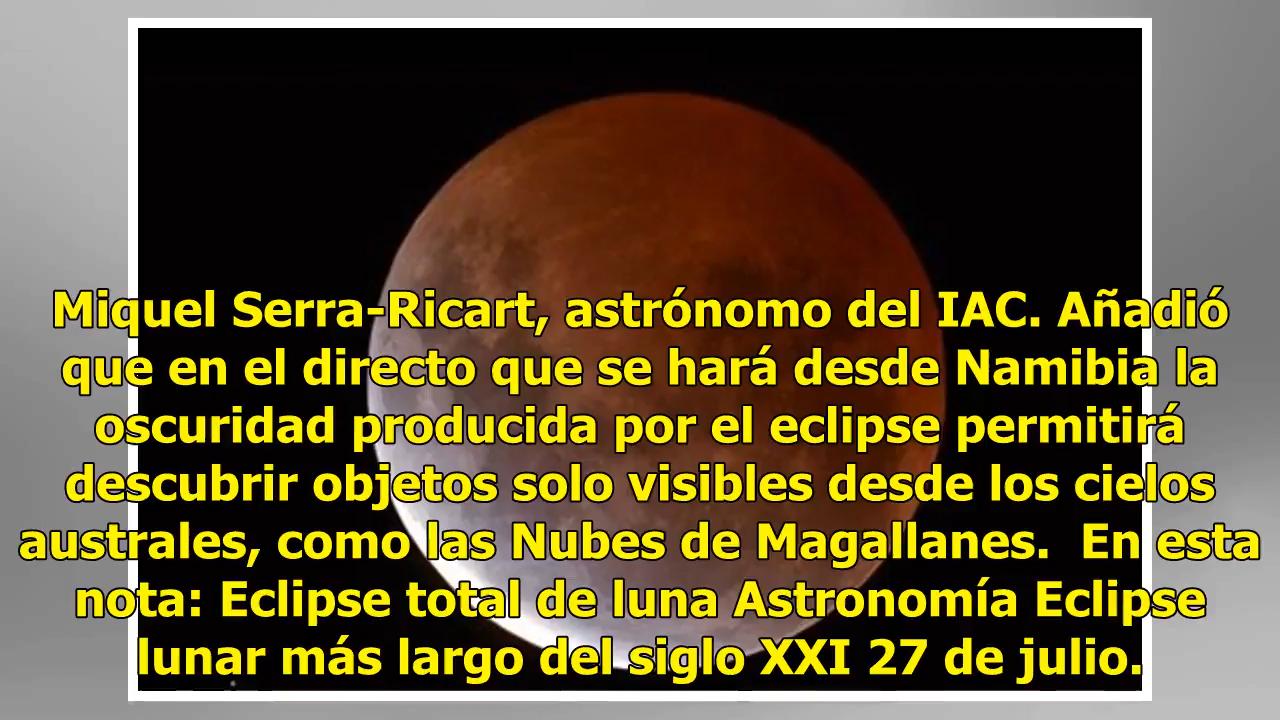 Miquel Serra-Ricart, astrónomo del IAC. Añadió
que en el directo que se hará desde Namibia la
oscuridad producida por el eclipse permitirá
descubrir objetos solo visibles desde los cielos
australes, como las Nubes de Magallanes.  En esta
nota: Eclipse total de luna Astronomía Eclipse
lunar más largo del siglo XXI 27 de julio.